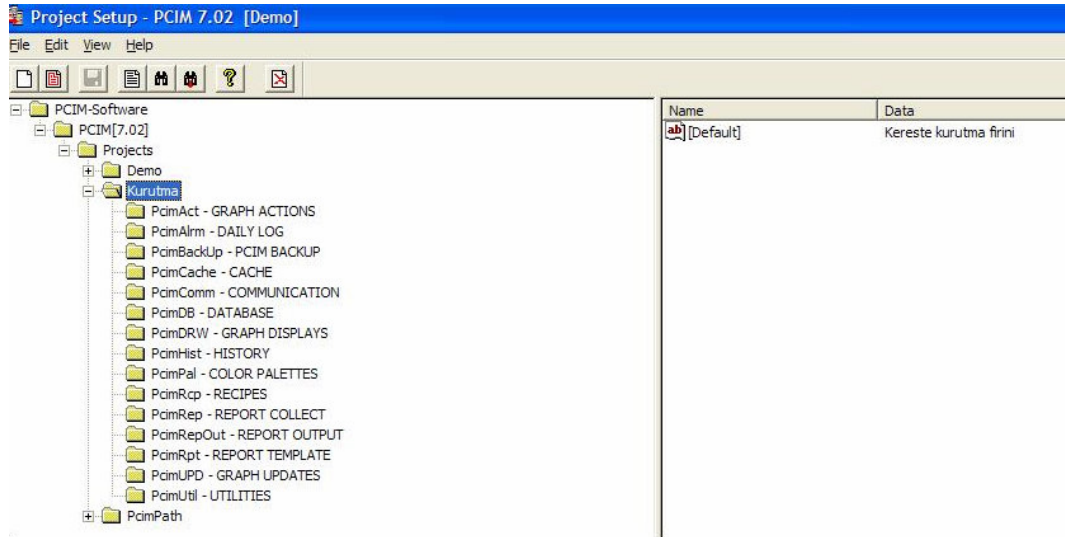 Project Setup - PCIM 7.02 [Demo]
File Edit View Help
PCIM-Software
PCIM[7.02]
Projects
Demo
Kurutma
PcimAct - GRAPH ACTIONS
PcimAlrm - DAILY LOG
PcimBackUp - PCIM BACKUP
PcimCache - CACHE
PcimComm - COMMUNICATION
PcimDB - DATABASE
PcimDRW - GRAPH DISPLAYS
PcimHist - HISTORY
PcimPal - COLOR PALETTES
PcimRcp - RECIPES
PcimRep - REPORT COLLECT
PcimRepOut - REPORT OUTPUT
PcimRpt - REPORT TEMPLATE
PcimUPD - GRAPH UPDATES
PcimUtil - UTILITIES
PcimPath
Name Data
ab [Default] Kereste kurutma firini